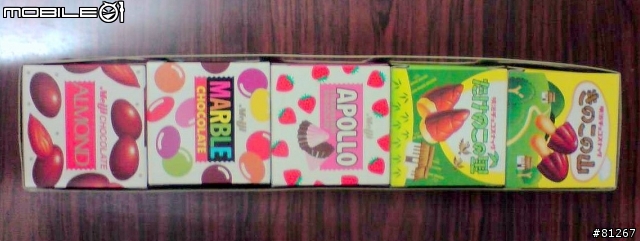 MOBILE01
Meiji CHOCOLATE
ALMOND
Meiji
MARBLE
CHOCOLATE
Meiji
APOLLO
たけのこの里
きのこの山
#81267